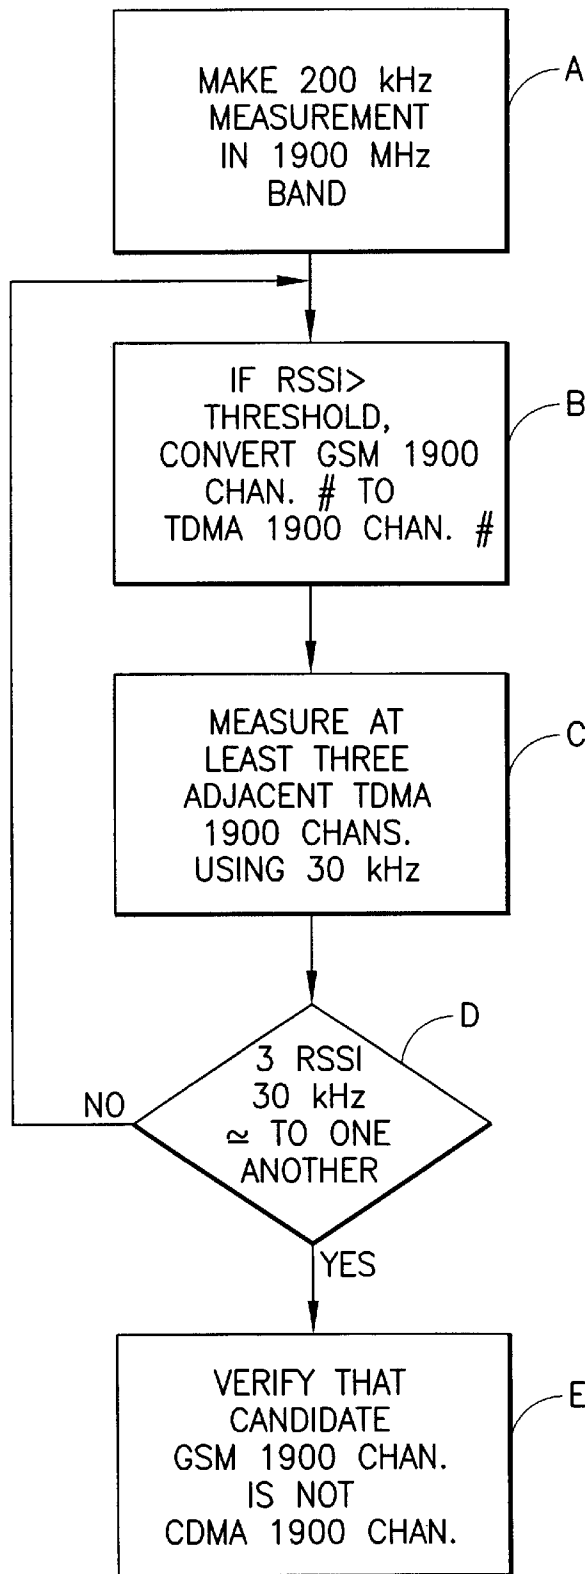 MAKE 200 kHz
MEASUREMENT
IN 1900 MHz
BAND
A
IF RSSI>
THRESHOLD,
CONVERT GSM 1900
CHAN. # TO
TDMA 1900 CHAN. #
B
MEASURE AT
LEAST THREE
ADJACENT TDMA
1900 CHANS.
USING 30 kHz
C
3 RSSI
30 kHz
≃ TO ONE
ANOTHER
D
NO
YES
VERIFY THAT
CANDIDATE
GSM 1900 CHAN.
IS NOT
CDMA 1900 CHAN.
E